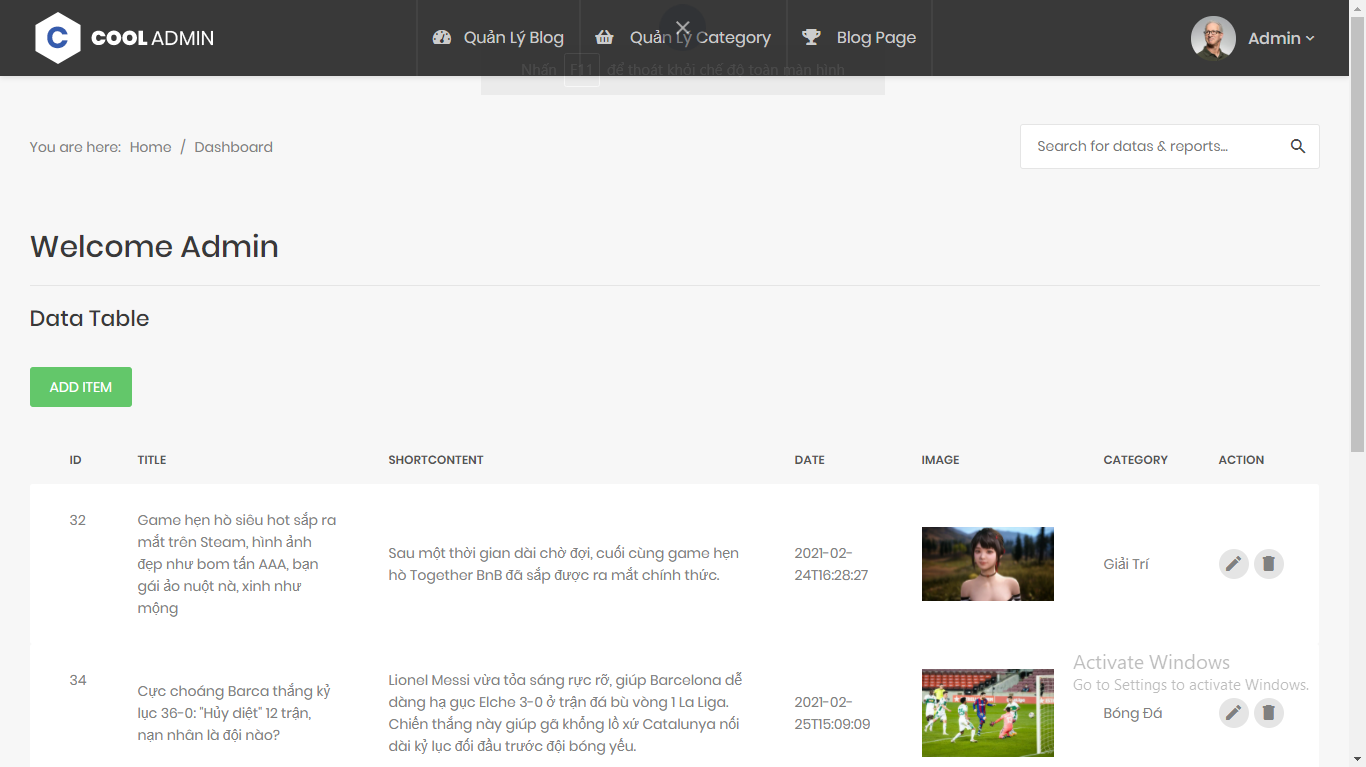 C COOL ADMIN
Quản Lý Blog
Quản Lý Category
Blog Page
Admin
Nhấn F11 để thoát khỏi chế độ toàn màn hình
You are here: Home / Dashboard
Search for datas & reports...
Welcome Admin
Data Table
ADD ITEM
ID TITLE SHORTCONTENT DATE IMAGE CATEGORY ACTION
32
Game hẹn hò siêu hot sắp ra
mắt trên Steam, hình ảnh
đẹp như bom tấn AAA, bạn
gái ảo nuột nà, xinh như
mộng
Sau một thời gian dài chờ đợi, cuối cùng game hẹn
hò Together BnB đã sắp được ra mắt chính thức.
2021-02-
24T16:28:27
Giải Trí
34
Cực choáng Barca thắng kỷ
lục 36-0: "Hủy diệt" 12 trận,
nạn nhân là đội nào?
Lionel Messi vừa tỏa sáng rực rỡ, giúp Barcelona dễ
dàng hạ gục Elche 3-0 ở trận đá bù vòng 1 La Liga.
Chiến thắng này giúp gã khổng lồ xứ Catalunya nối
dài kỷ lục đối đầu trước đội bóng yếu.
2021-02-
25T15:09:09
Bóng Đá
Activate Windows
Go to Settings to activate Windows.